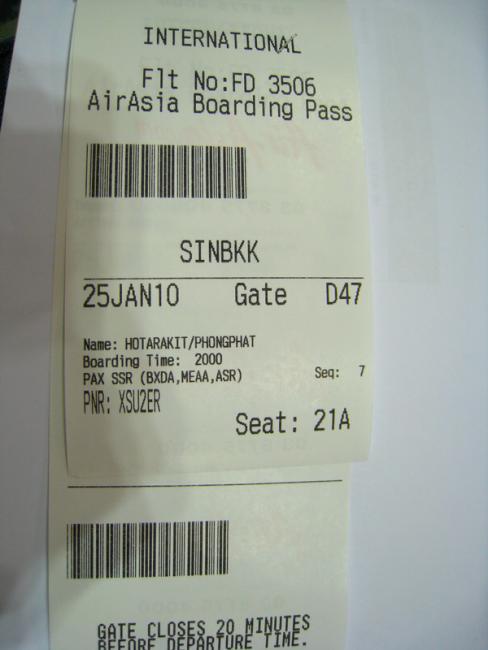 INTERNATIONAL
Flt No:FD 3506
AirAsia Boarding Pass
SINBKK
25JAN10 Gate D47
Name: HOTARAKIT/PHONGPHAT
Boarding Time: 2000
PAX SSR (BXDA,MEAA,ASR) Seq: 7
PNR: XSU2ER
Seat: 21A
GATE CLOSES 20 MINUTES
BEFORE DEPARTURE TIME.